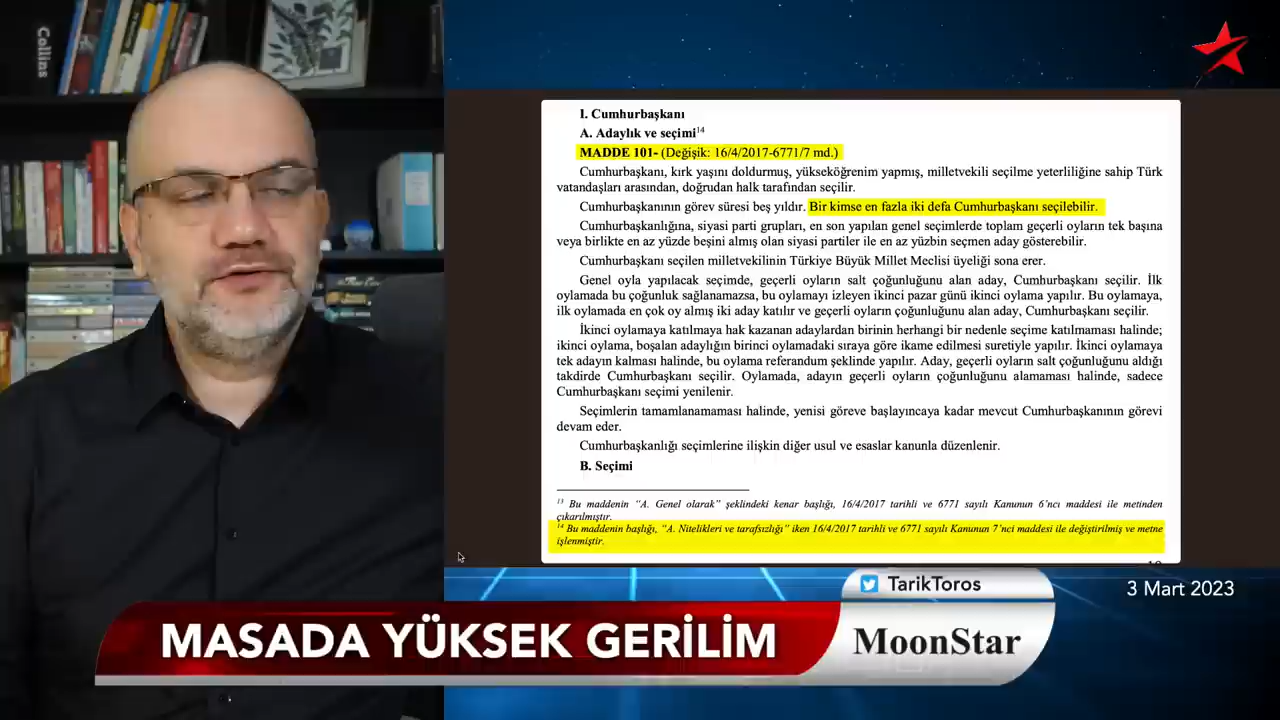 Collins
I. Cumhurbaşkanı
A. Adaylık ve seçimi14
MADDE 101- (Değişik: 16/4/2017-6771/7 md.)
Cumhurbaşkanı, kırk yaşını doldurmuş, yükseköğrenim yapmış, milletvekili seçilme yeterliliğine sahip Türk
vatandaşları arasından, doğrudan halk tarafından seçilir.
Cumhurbaşkanının görev süresi beş yıldır. Bir kimse en fazla iki defa Cumhurbaşkanı seçilebilir.
Cumhurbaşkanlığına, siyasi parti grupları, en son yapılan genel seçimlerde toplam geçerli oyların tek başına
veya birlikte en az yüzde beşini almış olan siyasi partiler ile en az yüzbin seçmen aday gösterebilir.
Cumhurbaşkanı seçilen milletvekilinin Türkiye Büyük Millet Meclisi üyeliği sona erer.
Genel oyla yapılacak seçimde, geçerli oyların salt çoğunluğunu alan aday, Cumhurbaşkanı seçilir. İlk
oylamada bu çoğunluk sağlanamazsa, bu oylamayı izleyen ikinci pazar günü ikinci oylama yapılır. Bu oylamaya,
ilk oylamada en çok oy almış iki aday katılır ve geçerli oyların çoğunluğunu alan aday, Cumhurbaşkanı seçilir.
İkinci oylamaya katılmaya hak kazanan adaylardan birinin herhangi bir nedenle seçime katılmaması halinde;
ikinci oylama, boşalan adaylığın birinci oylamadaki sıraya göre ikame edilmesi suretiyle yapılır. İkinci oylamaya
tek adayın kalması halinde, bu oylama referandum şeklinde yapılır. Aday, geçerli oyların salt çoğunluğunu aldığı
takdirde Cumhurbaşkanı seçilir. Oylamada, adayın geçerli oyların çoğunluğunu alamaması halinde, sadece
Cumhurbaşkanı seçimi yenilenir.
Seçimlerin tamamlanamaması halinde, yenisi göreve başlayıncaya kadar mevcut Cumhurbaşkanının görevi
devam eder.
Cumhurbaşkanlığı seçimlerine ilişkin diğer usul ve esaslar kanunla düzenlenir.
B. Seçimi
13 Bu maddenin “A. Genel olarak” şeklindeki kenar başlığı, 16/4/2017 tarihli ve 6771 sayılı Kanunun 6’ncı maddesi ile metinden
çıkarılmıştır.
14 Bu maddenin başlığı, “A. Nitelikleri ve tarafsızlığı” iken 16/4/2017 tarihli ve 6771 sayılı Kanunun 7’nci maddesi ile değiştirilmiş ve metne
işlenmiştir.
TarikToros
3 Mart 2023
MASADA YÜKSEK GERİLİM
MoonStar